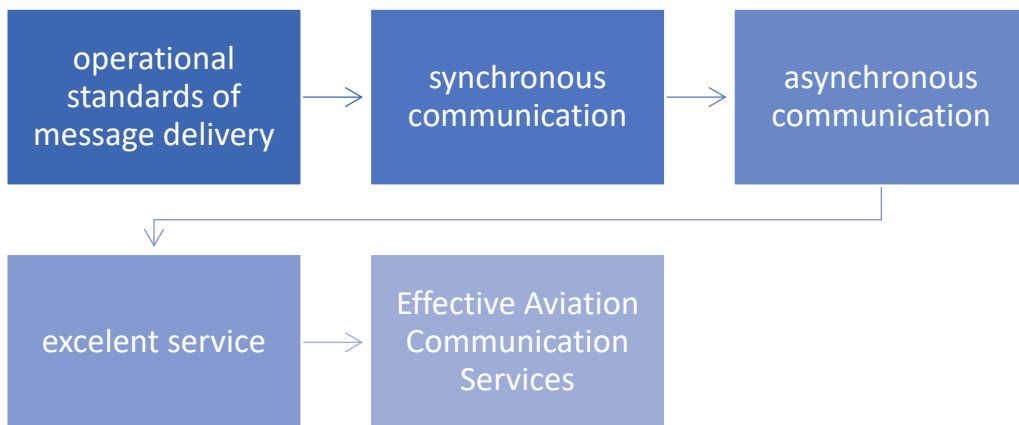 operational
standards of
message delivery
synchronous
communication
asynchronous
communication
excelent service
Effective Aviation
Communication
Services